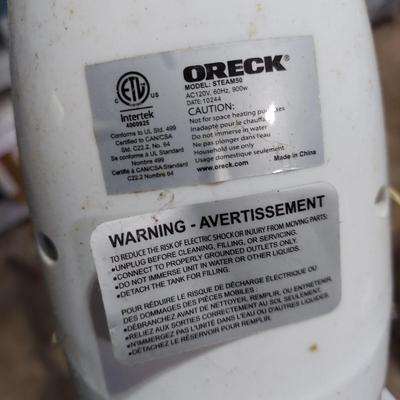 ETL
C
US
Intertek
4000825
Conforms to UL Std. 499
Certified to CAN/CSA
Std. C22.2, No. 64
Sa conforme à UL Standard
Nombre 499
Certifié à CAN/CSA Standard
C22.2 Nombre 64
ORECK®
MODEL: STEAM50
AC120V, 60Hz, 900w
DATE: 10244
CAUTION:
Not for space heating purposes
Inadapté pour le chauffage
Do not immerse in water
Ne pas plonger dans l'eau
Household use only
Usage domestique seulement
www.oreck.com Made in China
WARNING - AVERTISSEMENT
TO REDUCE THE RISK OF ELECTRIC SHOCK OR INJURY FROM MOVING PARTS:
•UNPLUG BEFORE CLEANING, FILLING, OR SERVICING.
•CONNECT TO PROPERLY GROUNDED OUTLETS ONLY.
•DO NOT IMMERSE UNIT IN WATER OR OTHER LIQUIDS.
•DETACH THE TANK FOR FILLING.
POUR RÉDUIRE LE RISQUE DE DÉCHARGE ÉLECTRIQUE OU
DES DOMMAGES DES PIÈCES MOBILES :
•DÉBRANCHEZ AVANT DE NETTOYER, REMPLIR, OU ENTRETENIR.
•RELIEZ AUX SORTIES CORRECTEMENT AU SOL SEULEMENT.
•N'IMMERGEZ PAS L'UNITÉ DANS L'EAU OU D'AUTRES LIQUIDES.
•DÉTACHEZ LE RÉSERVOIR POUR REMPLIR.